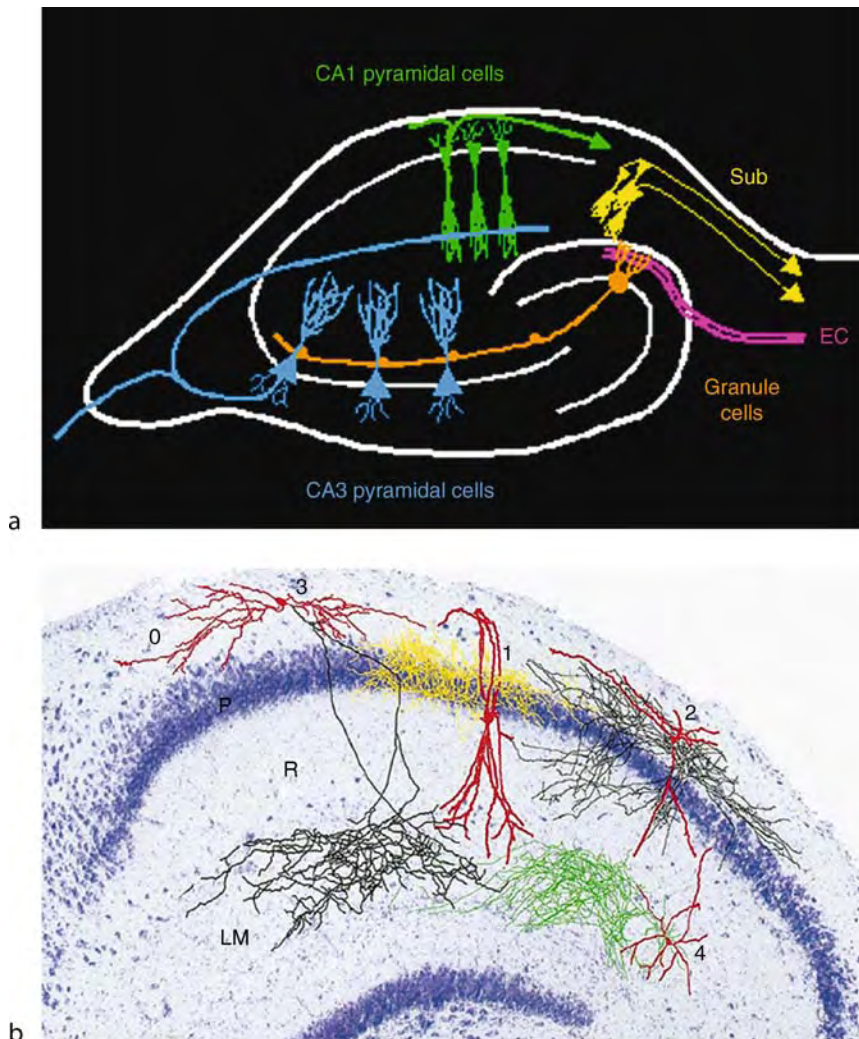 CA1 pyramidal cells
Sub
EC
Granule
cells
CA3 pyramidal cells
a
3
0
1
2
P
R
LM
4
b